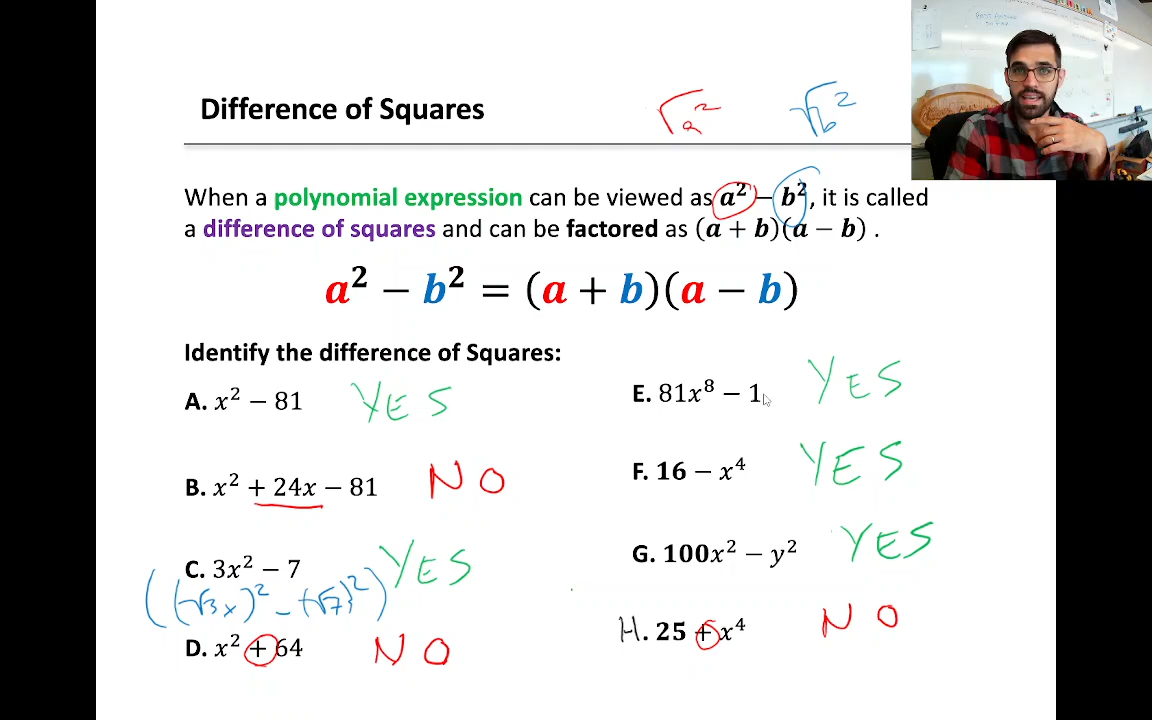 Difference of Squares
√a² √b²
When a polynomial expression can be viewed as a² − b², it is called
a difference of squares and can be factored as (a + b)(a − b) .
a² − b² = (a + b)(a − b)
Identify the difference of Squares:
A. x² − 81 YES
B. x² + 24x − 81 NO
C. 3x² − 7 YES
((√3x)² − (√7)²)
D. x² + 64 NO
E. 81x⁸ − 1 YES
F. 16 − x⁴ YES
G. 100x² − y² YES
H. 25 + x⁴ NO